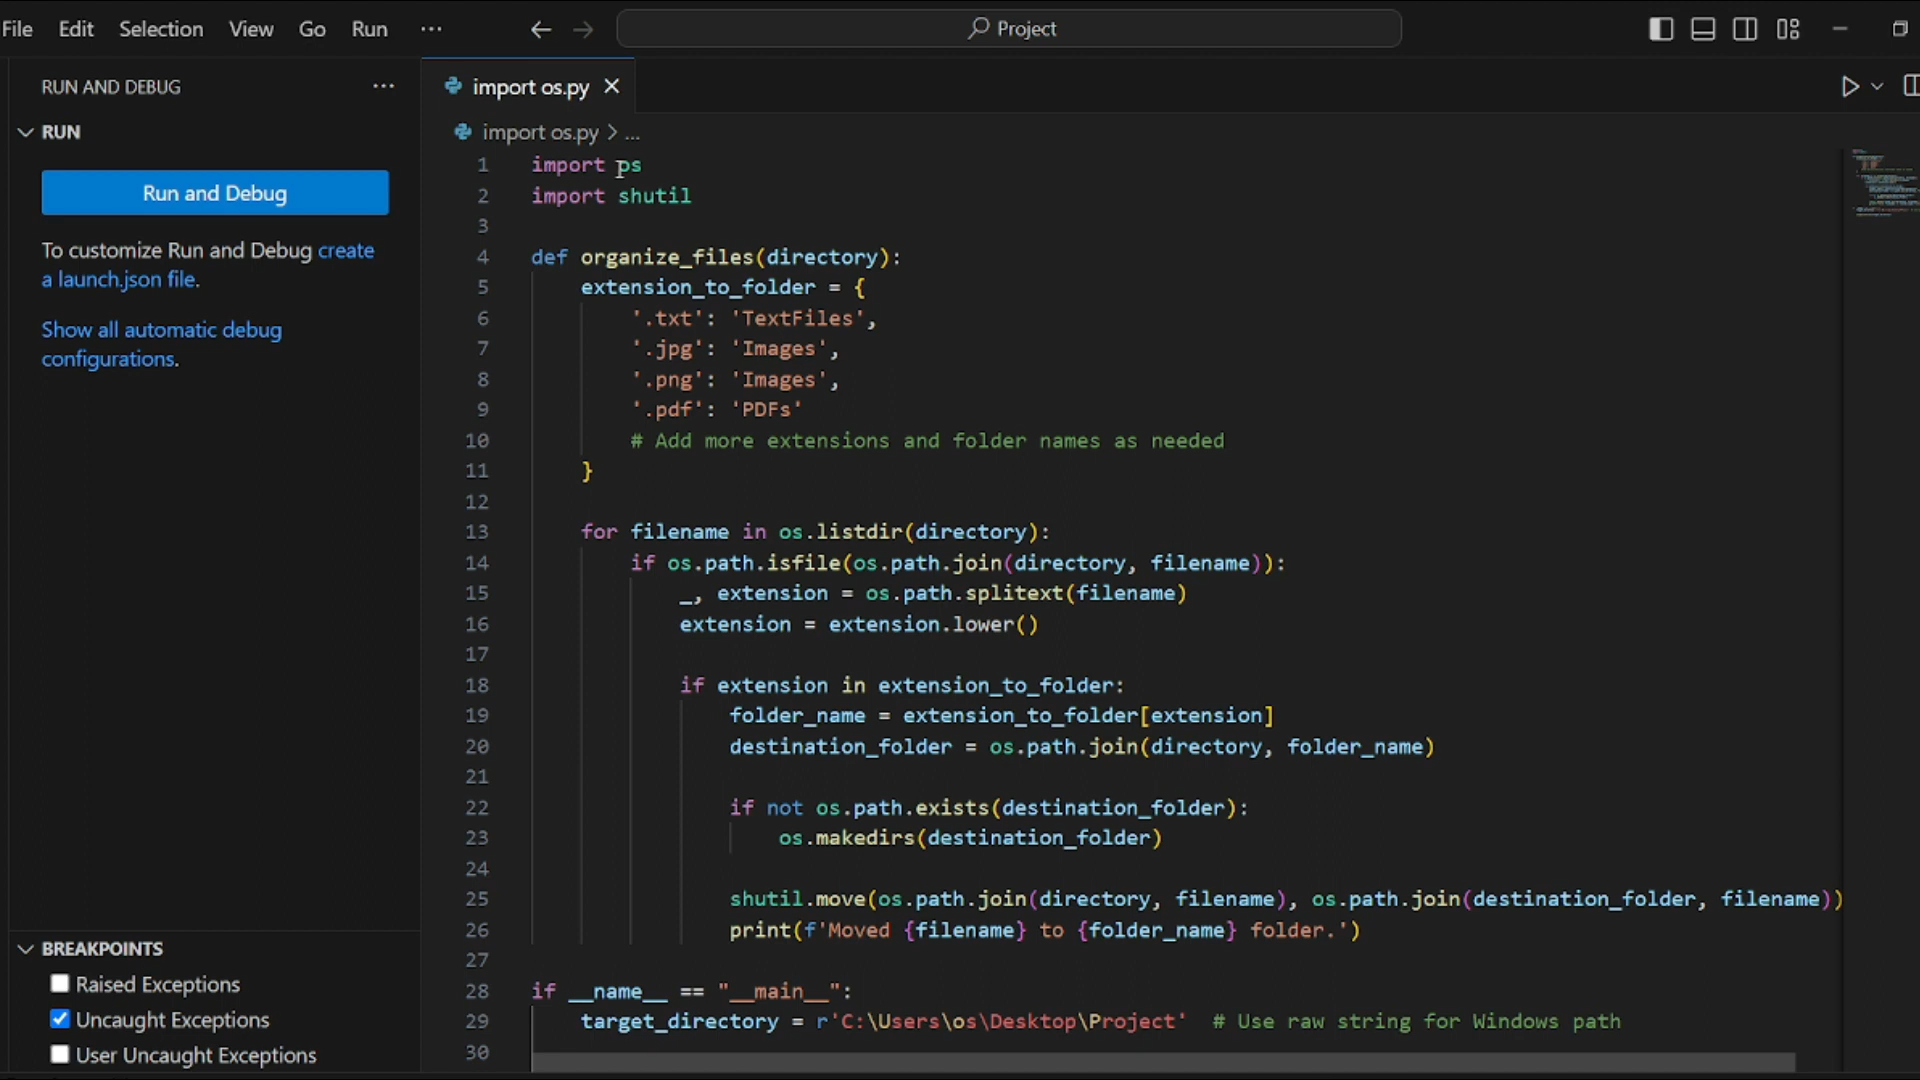 File Edit Selection View Go Run ··· Project
RUN AND DEBUG ···
RUN
Run and Debug
To customize Run and Debug create
a launch.json file.
Show all automatic debug
configurations.
BREAKPOINTS
Raised Exceptions
Uncaught Exceptions
User Uncaught Exceptions
import os.py
import os.py > ...
1 import os
2 import shutil
3
4 def organize_files(directory):
5     extension_to_folder = {
6         '.txt': 'TextFiles',
7         '.jpg': 'Images',
8         '.png': 'Images',
9         '.pdf': 'PDFs'
10         # Add more extensions and folder names as needed
11     }
12
13     for filename in os.listdir(directory):
14         if os.path.isfile(os.path.join(directory, filename)):
15             _, extension = os.path.splitext(filename)
16             extension = extension.lower()
17
18             if extension in extension_to_folder:
19                 folder_name = extension_to_folder[extension]
20                 destination_folder = os.path.join(directory, folder_name)
21
22                 if not os.path.exists(destination_folder):
23                     os.makedirs(destination_folder)
24
25                 shutil.move(os.path.join(directory, filename), os.path.join(destination_folder, filename))
26                 print(f'Moved {filename} to {folder_name} folder.')
27
28 if __name__ == "__main__":
29     target_directory = r'C:\Users\os\Desktop\Project'  # Use raw string for Windows path
30